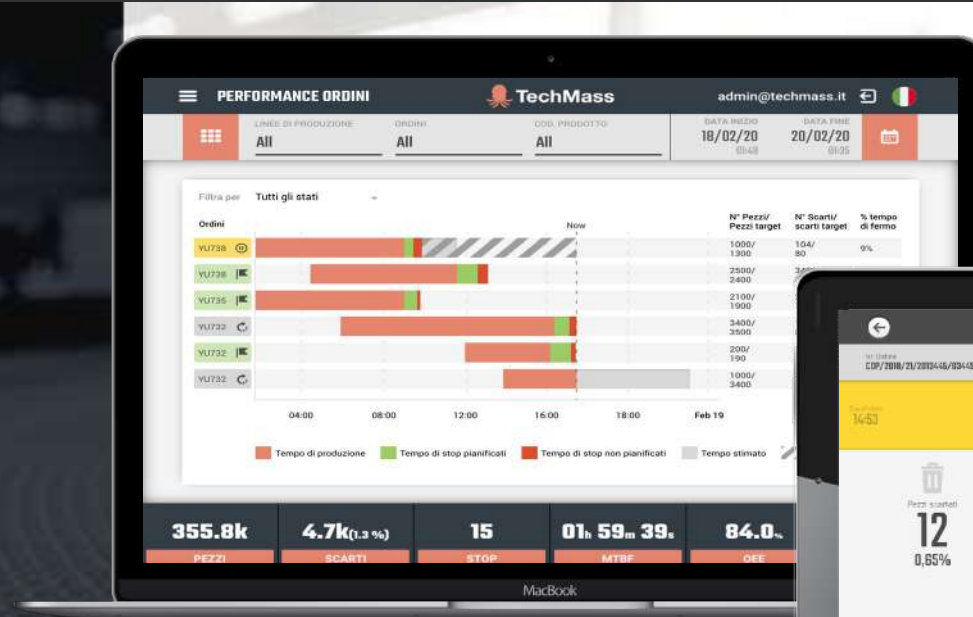 PERFORMANCE ORDINI
TechMass
admin@techmass.it
LINEE DI PRODUZIONE
All
ORDINI
All
COD. PRODOTTO
All
DATA INIZIO
18/02/20
01:48
DATA FINE
20/02/20
01:35
Filtra per Tutti gli stati
Ordini
Now
N° Pezzi/
Pezzi target
N° Scarti/
scarti target
% tempo
di fermo
YU738
1000/
1300
104/
80
9%
YU738
2500/
2400
YU735
2100/
1900
YU732
3400/
3500
YU732
200/
190
YU732
1000/
3400
04:00 08:00 12:00 16:00 18:00 Feb 19
Tempo di produzione
Tempo di stop pianificati
Tempo di stop non pianificati
Tempo stimato
355.8k
PEZZI
4.7k(1.3 %)
SCARTI
15
STOP
01h 59m 39s
MTBF
84.0%
OEE
MacBook
14:53
Pezzi scartati
12
0,65%